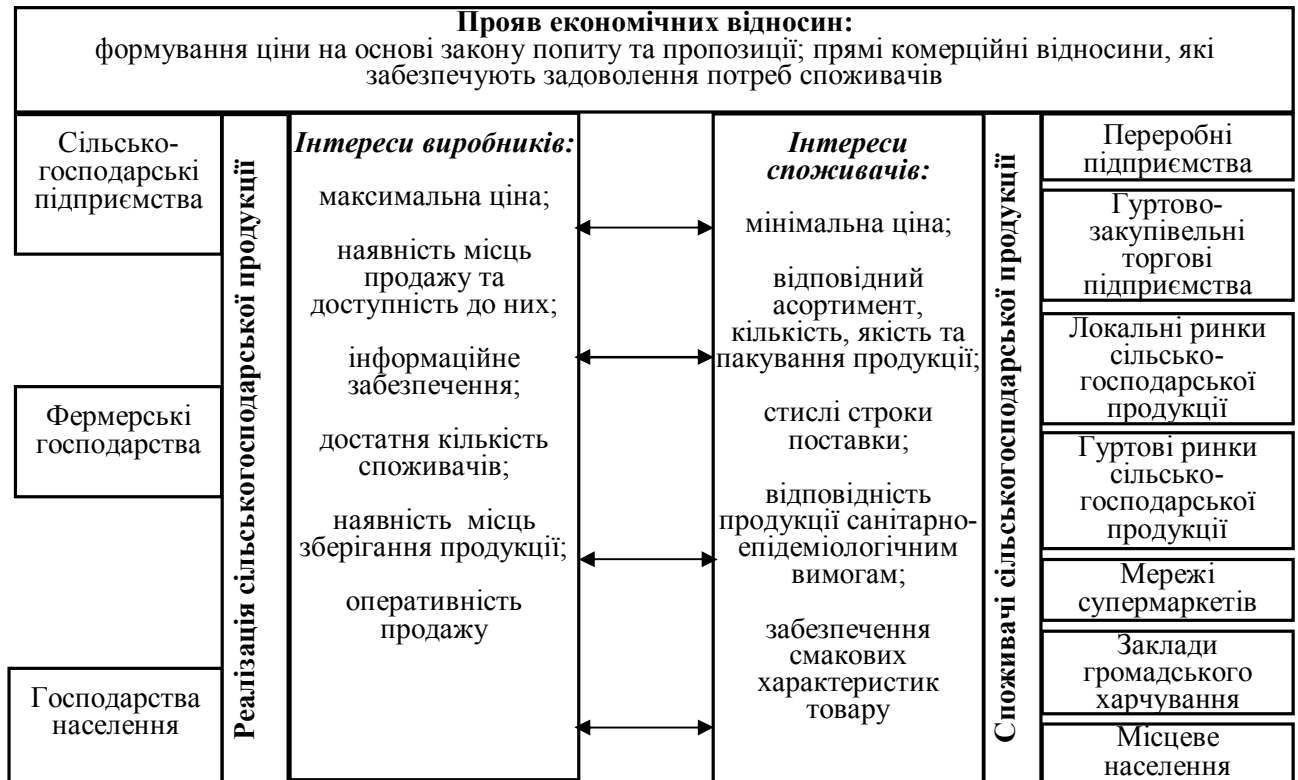 Прояв економічних відносин:
формування ціни на основі закону попиту та пропозиції; прямі комерційні відносини, які
забезпечують задоволення потреб споживачів
Сільсько-
господарські
підприємства
Фермерські
господарства
Господарства
населення
Реалізація сільськогосподарської продукції
Інтереси виробників:
максимальна ціна;
наявність місць
продажу та
доступність до них;
інформаційне
забезпечення;
достатня кількість
споживачів;
наявність місць
зберігання продукції;
оперативність
продажу
Інтереси
споживачів:
мінімальна ціна;
відповідний
асортимент,
кількість, якість та
пакування продукції;
стислі строки
поставки;
відповідність
продукції санітарно-
епідеміологічним
вимогам;
забезпечення
смакових
характеристик
товару
Споживачі сільськогосподарської продукції
Переробні
підприємства
Гуртово-
закупівельні
торгові
підприємства
Локальні ринки
сільсько-
господарської
продукції
Гуртові ринки
сільсько-
господарської
продукції
Мережі
супермаркетів
Заклади
громадського
харчування
Місцеве
населення